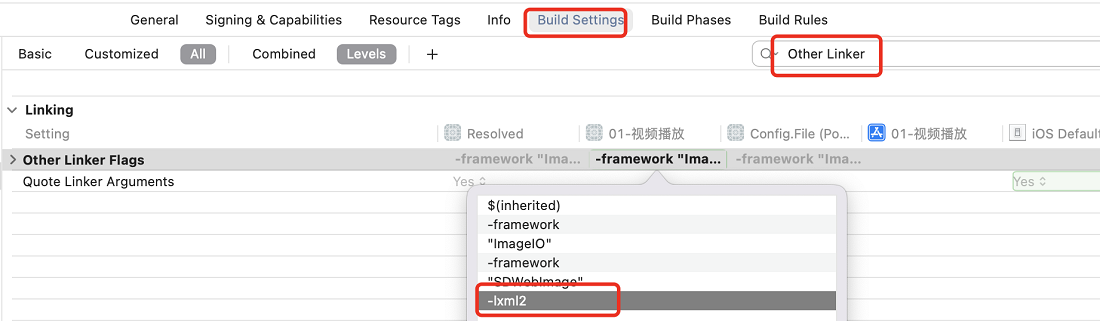 General Signing & Capabilities Resource Tags Info Build Settings Build Phases Build Rules
Basic Customized All Combined Levels + Other Linker
Linking
Setting Resolved 01-视频播放 Config.File (Po... 01-视频播放 iOS Default
Other Linker Flags -framework "Ima... -framework "Ima... -framework "Ima...
Quote Linker Arguments Yes Yes
$(inherited)
-framework
"ImageIO"
-framework
"SDWebImage"
-lxml2